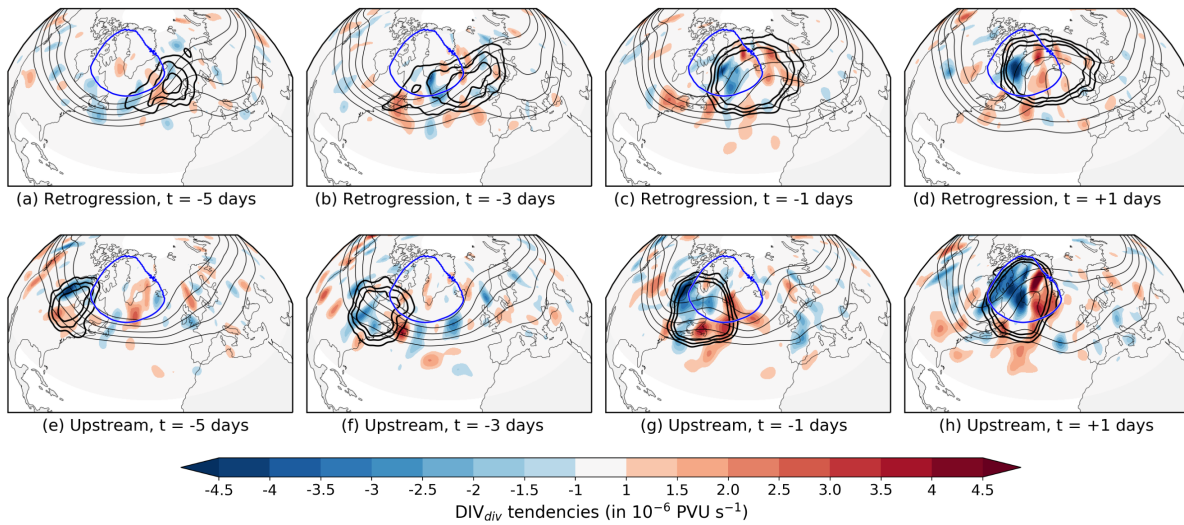 (a) Retrogression, t = -5 days (b) Retrogression, t = -3 days (c) Retrogression, t = -1 days (d) Retrogression, t = +1 days
(e) Upstream, t = -5 days (f) Upstream, t = -3 days (g) Upstream, t = -1 days (h) Upstream, t = +1 days
-4.5 -4 -3.5 -3 -2.5 -2 -1.5 -1 1 1.5 2.0 2.5 3.0 3.5 4 4.5
DIV_div tendencies (in 10⁻⁶ PVU s⁻¹)